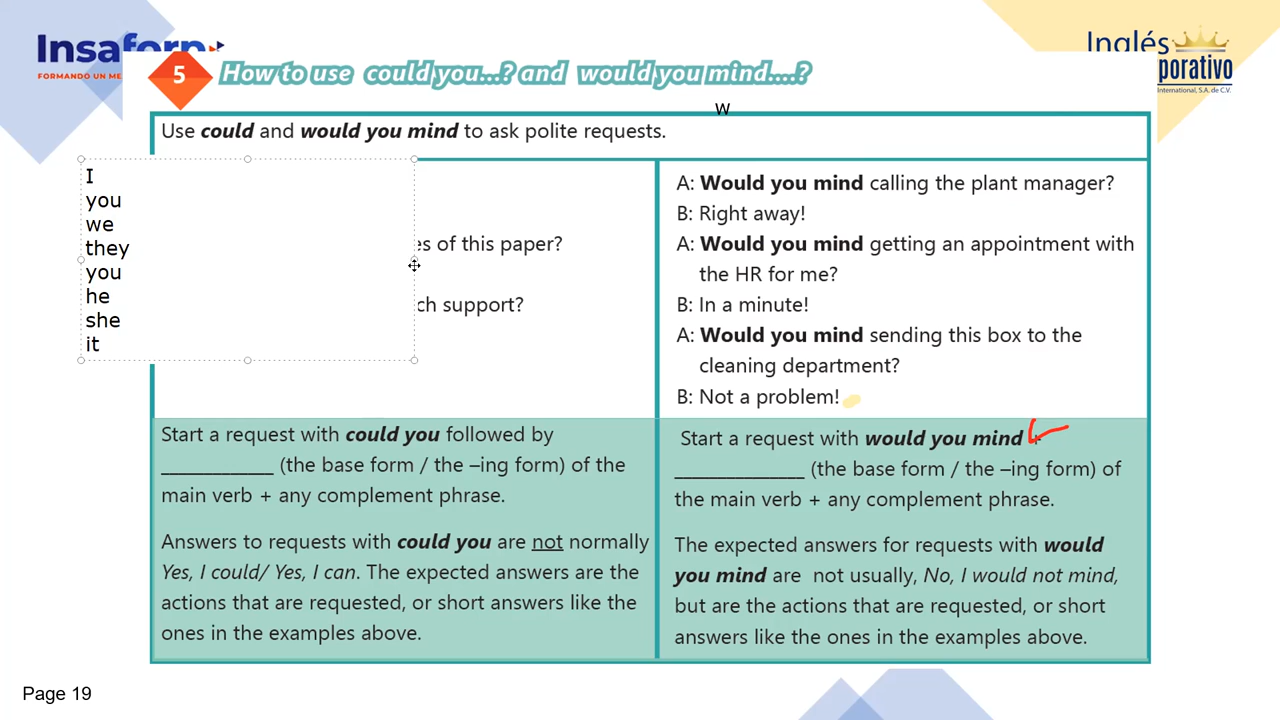 Insaforp
FORMANDO UN ME
Inglés
porativo
International, S.A. de C.V.
5
How to use could you...? and would you mind....?
w
Use could and would you mind to ask polite requests.
I
you
we
they
you
he
she
it
es of this paper?
ch support?
A: Would you mind calling the plant manager?
B: Right away!
A: Would you mind getting an appointment with
the HR for me?
B: In a minute!
A: Would you mind sending this box to the
cleaning department?
B: Not a problem!
Start a request with could you followed by
____________ (the base form / the –ing form) of the
main verb + any complement phrase.
Answers to requests with could you are not normally
Yes, I could/ Yes, I can. The expected answers are the
actions that are requested, or short answers like the
ones in the examples above.
Start a request with would you mind +
______________ (the base form / the –ing form) of
the main verb + any complement phrase.
The expected answers for requests with would
you mind are not usually, No, I would not mind,
but are the actions that are requested, or short
answers like the ones in the examples above.
Page 19